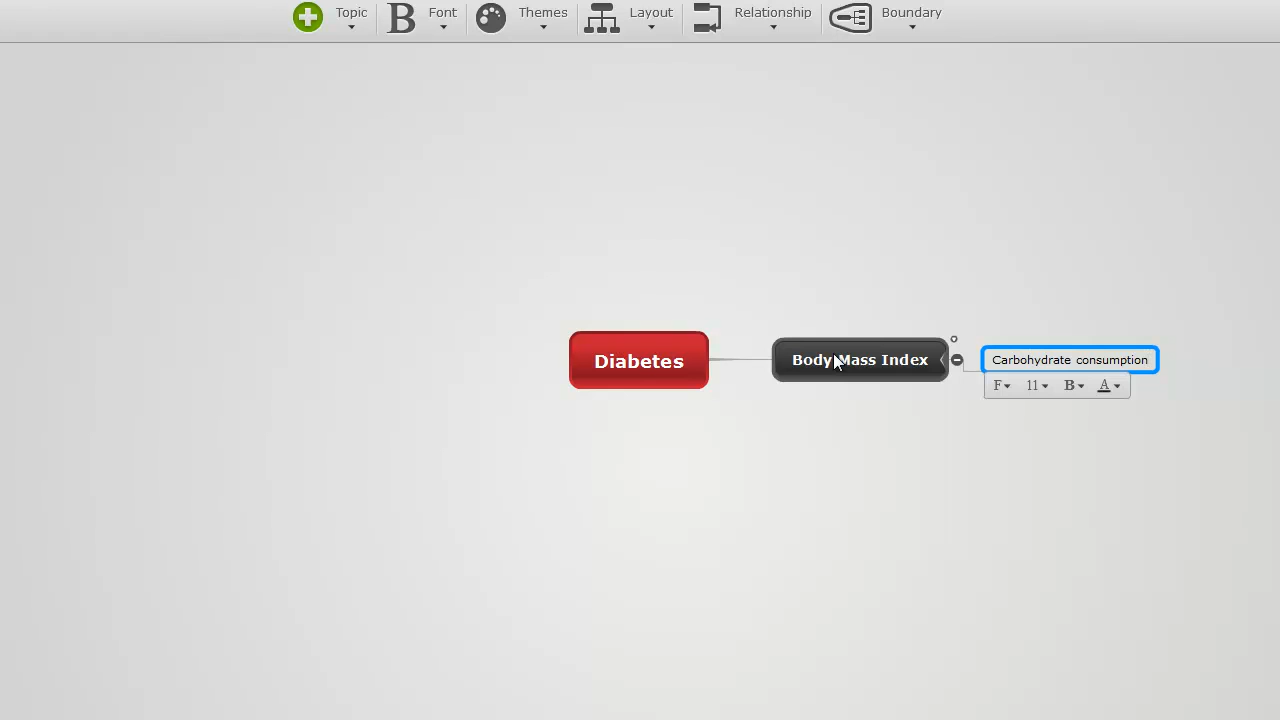 Topic Font Themes Layout Relationship Boundary
Diabetes
Body Mass Index
Carbohydrate consumption
F 11 B A